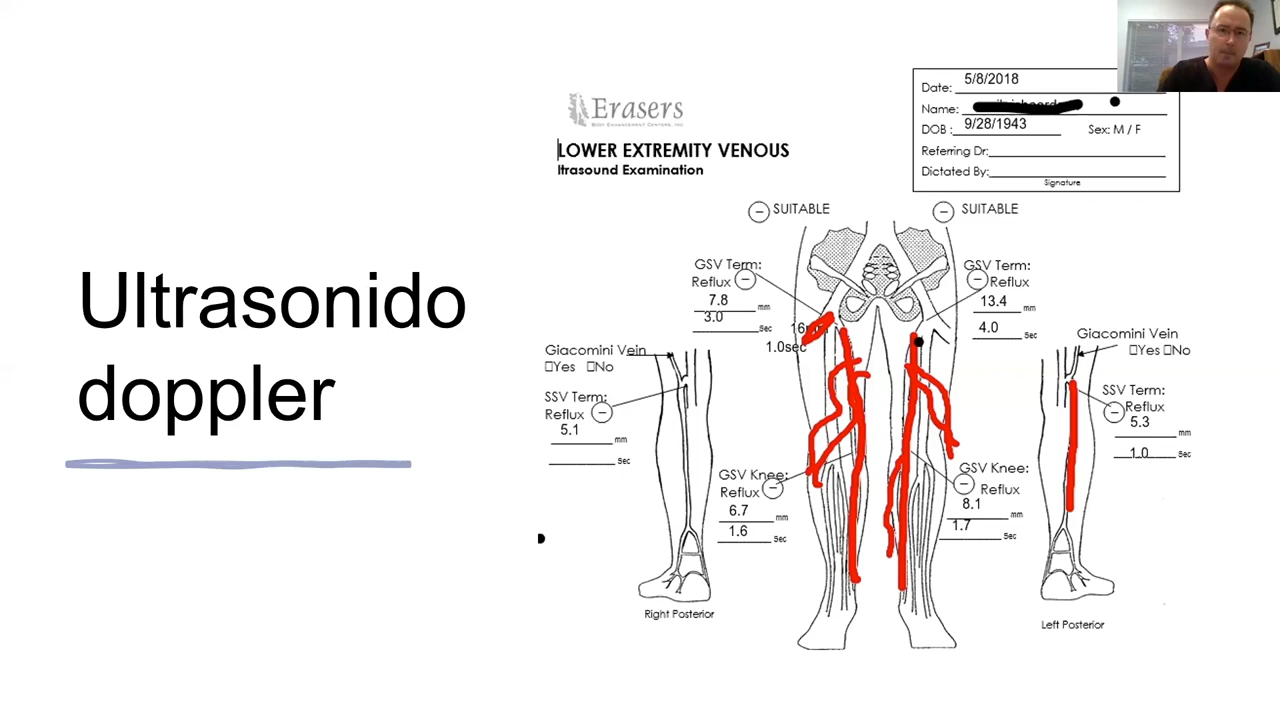 Ultrasonido
doppler
Erasers
BODY ENHANCEMENT CENTERS, INC
LOWER EXTREMITY VENOUS
ltrasound Examination
Date: 5/8/2018
Name:
DOB : 9/28/1943 Sex: M / F
Referring Dr:
Dictated By:
Signature
SUITABLE
SUITABLE
GSV Term:
Reflux
7.8 mm
3.0 Sec
1.0sec
GSV Term:
Reflux
13.4 mm
4.0 Sec
Giacomini Vein
Yes No
SSV Term:
Reflux
5.1 mm
Sec
GSV Knee:
Reflux
6.7 mm
1.6 Sec
GSV Knee:
Reflux
8.1 mm
1.7 Sec
Giacomini Vein
Yes No
SSV Term:
Reflux
5.3 mm
1.0 Sec
Right Posterior
Left Posterior